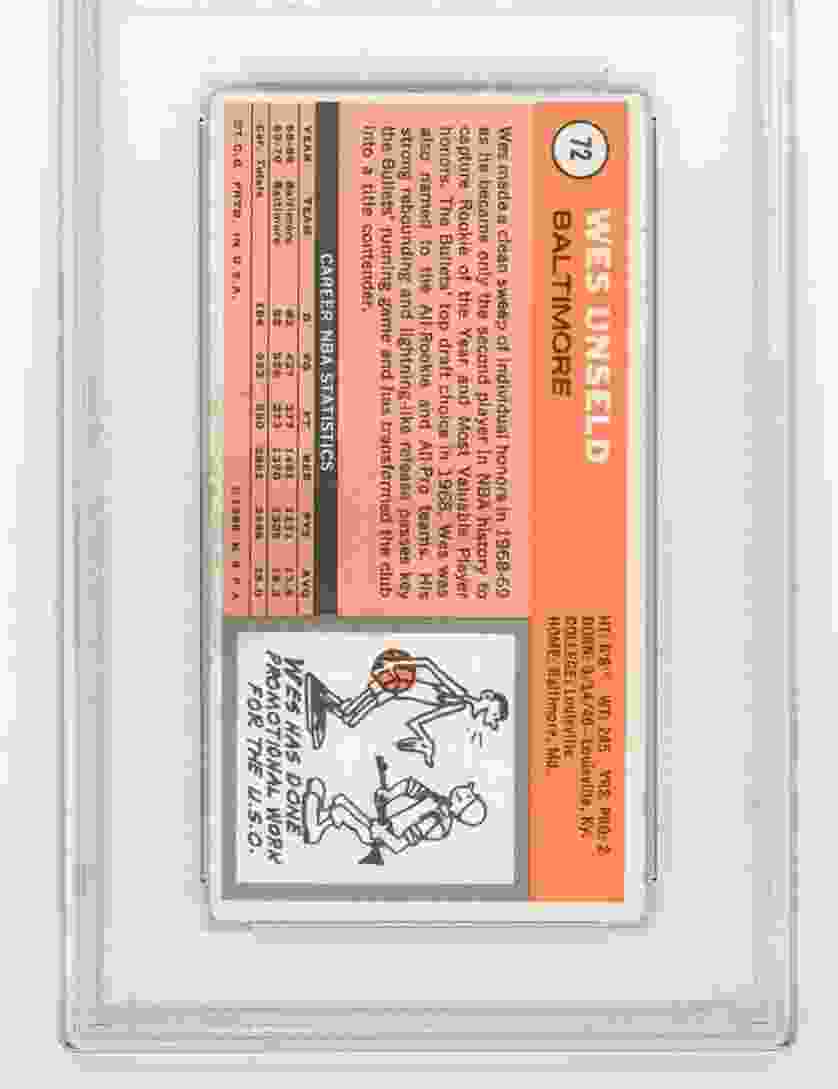 72
WES UNSELD
BALTIMORE
HT: 6'8" WT: 245 YRS PRO: 2
BORN: 3/14/46—Louisville, Ky.
COLLEGE: Louisville
HOME: Baltimore, Md.
Wes made a clean sweep of individual honors in 1968-69
as he became only the second player in NBA history to
capture Rookie of the Year and Most Valuable Player
honors. The Bullets' top draft choice in 1968, Wes was
also named to the All-Rookie and All-Pro teams. His
strong rebounding and lightning-like release passes key
the Bullets' running game and has transformed the club
into a title contender.
CAREER NBA STATISTICS
YEAR TEAM G FG FT REB PTS AVG
68-69 Baltimore 82 427 277 1491 1131 13.8
69-70 Baltimore 82 526 273 1370 1325 16.2
Car. Totals 164 953 550 2861 2456 15.0
©T.C.G. PRTD. IN U.S.A. ©1968 N B P A
WES HAS DONE
PROMOTIONAL WORK
FOR THE U.S.O.